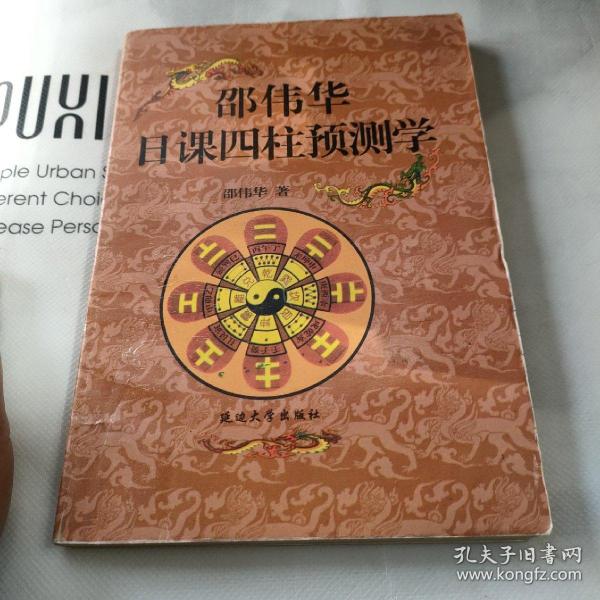 邵伟华
日课四柱预测学
邵伟华 著
延边大学出版社
PUXI
ple Urban S
erent Choi
ease Perso
孔夫子旧书网
www.kongfz.com